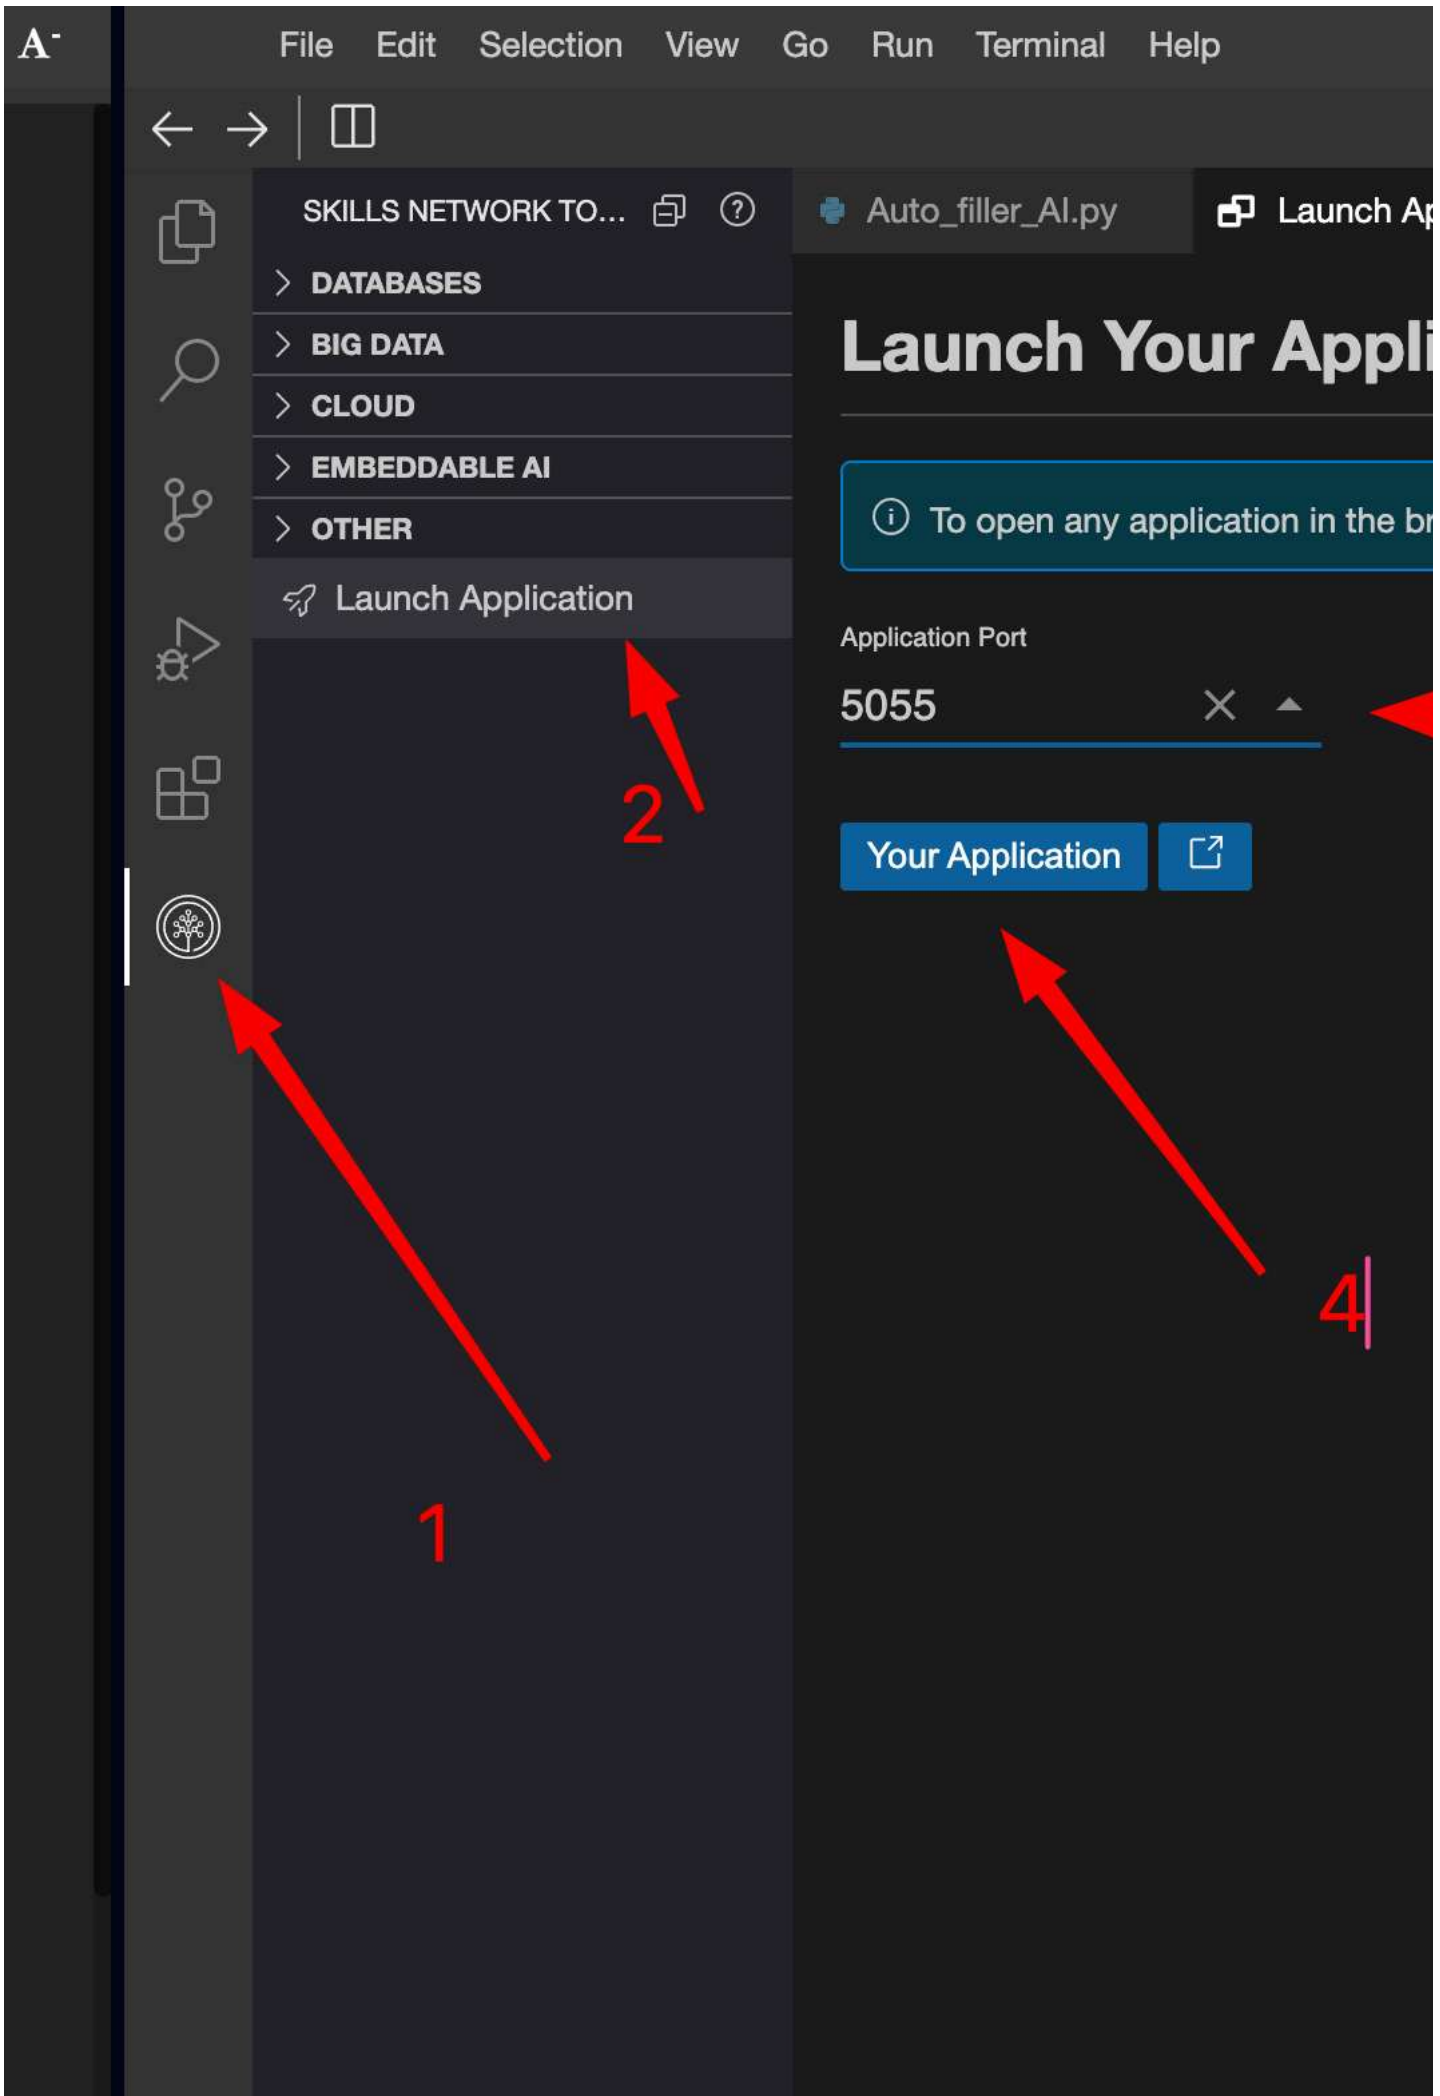 A-
File Edit Selection View Go Run Terminal Help
SKILLS NETWORK TO...
Auto_filler_AI.py
Launch Ap
DATABASES
BIG DATA
CLOUD
EMBEDDABLE AI
OTHER
Launch Application
Launch Your Appli
To open any application in the br
Application Port
5055
Your Application
2
4
1